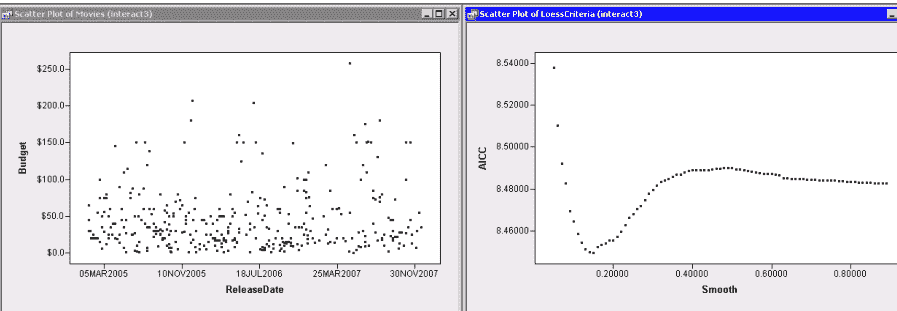 Scatter Plot of Movies (interact3)
$250.0
$200.0
$150.0
$100.0
$50.0
$0.0
Budget
05MAR2005 10NOV2005 18JUL2006 25MAR2007 30NOV2007
ReleaseDate
Scatter Plot of LoessCriteria (interact3)
8.54000
8.52000
8.50000
8.48000
8.46000
AICC
0.20000 0.40000 0.60000 0.80000
Smooth